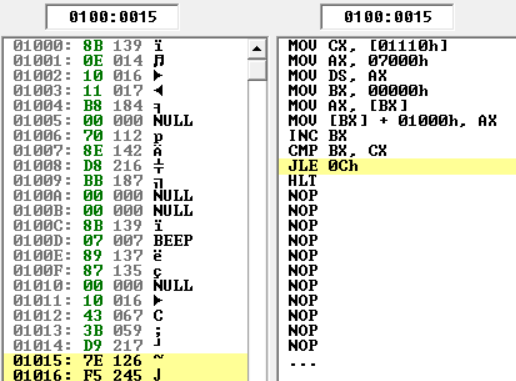 0100:0015
01000: 8B 139 ï
01001: 0E 014 ♫
01002: 10 016 ►
01003: 11 017 ◄
01004: B8 184 ╕
01005: 00 000 NULL
01006: 70 112 p
01007: 8E 142 Ä
01008: D8 216 ╪
01009: BB 187 ╗
0100A: 00 000 NULL
0100B: 00 000 NULL
0100C: 8B 139 ï
0100D: 07 007 BEEP
0100E: 89 137 ë
0100F: 87 135 ç
01010: 00 000 NULL
01011: 10 016 ►
01012: 43 067 C
01013: 3B 059 ;
01014: D9 217 ┘
01015: 7E 126 ~
01016: F5 245 ⌡
0100:0015
MOV CX, [01110h]
MOV AX, 07000h
MOV DS, AX
MOV BX, 00000h
MOV AX, [BX]
MOV [BX] + 01000h, AX
INC BX
CMP BX, CX
JLE 0Ch
HLT
NOP
NOP
NOP
NOP
NOP
NOP
NOP
NOP
NOP
NOP
NOP
...